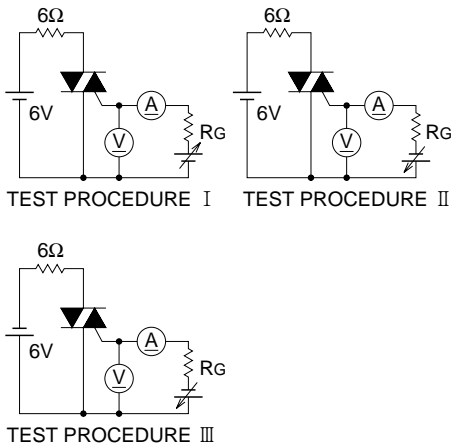 6Ω
6V
A
V
RG
TEST PROCEDURE Ⅰ
6Ω
6V
A
V
RG
TEST PROCEDURE Ⅱ
6Ω
6V
A
V
RG
TEST PROCEDURE Ⅲ